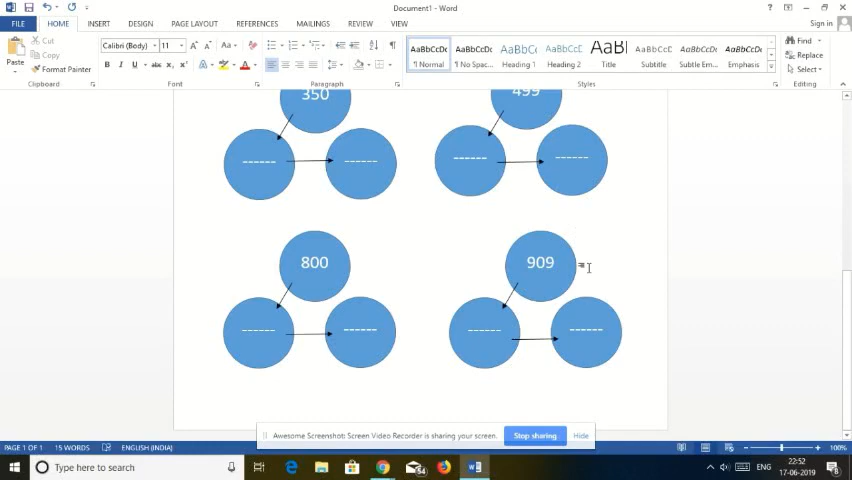 Document1 - Word
FILE HOME INSERT DESIGN PAGE LAYOUT REFERENCES MAILINGS REVIEW VIEW Sign in
Cut
Copy
Paste
Format Painter
Calibri (Body) 11
AaBbCcDc AaBbCcDc AaBbCc AaBbCcC AaBl AaBbCcC AaBbCcDc AaBbCcDc
¶ Normal ¶ No Spac... Heading 1 Heading 2 Title Subtitle Subtle Em... Emphasis
Find
Replace
Select
Clipboard Font Paragraph Styles Editing
350 499
------ ------ ------ ------
800 909
------ ------ ------ ------
Awesome Screenshot: Screen Video Recorder is sharing your screen. Stop sharing Hide
PAGE 1 OF 1 15 WORDS ENGLISH (INDIA) 100%
Type here to search 54 ENG 22:52
17-06-2019 8